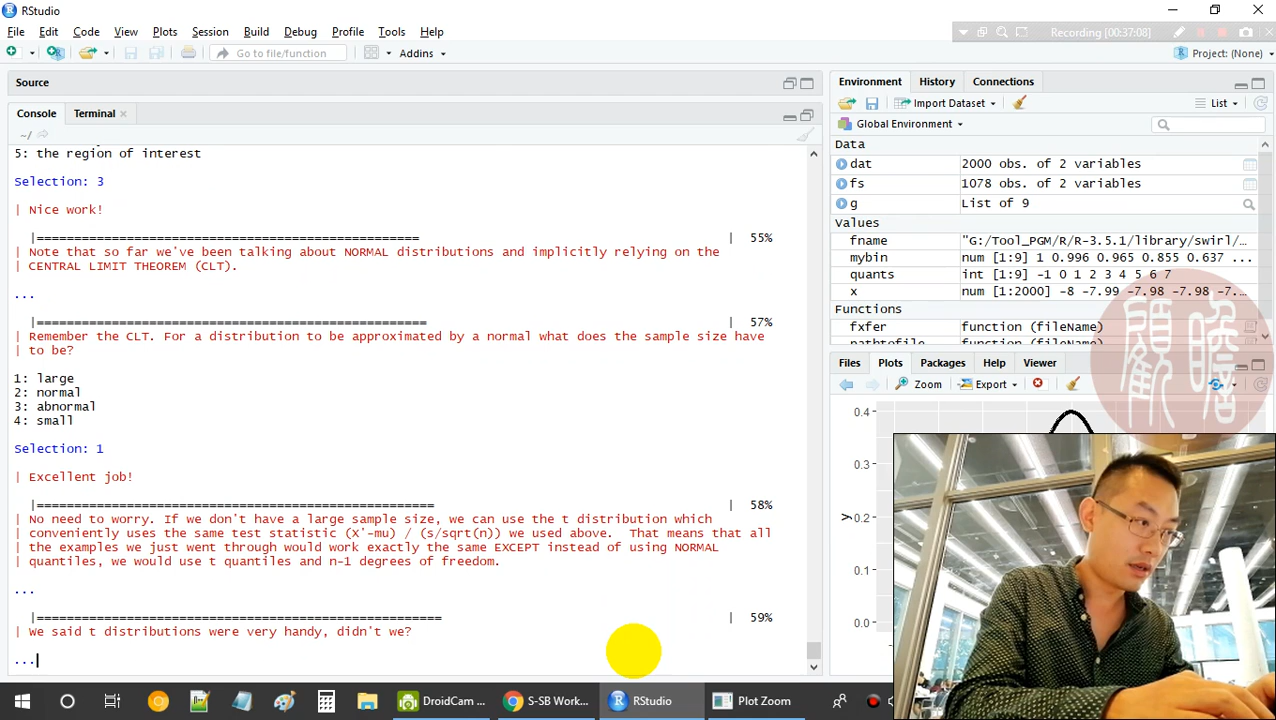 RStudio
File Edit Code View Plots Session Build Debug Profile Tools Help
Recording [00:37:08]
Go to file/function
Addins
Project: (None)
Source
Console Terminal
~/
5: the region of interest
Selection: 3
| Nice work!
|==================================================== | 55%
| Note that so far we've been talking about NORMAL distributions and implicitly relying on the
| CENTRAL LIMIT THEOREM (CLT).
...
|===================================================== | 57%
| Remember the CLT. For a distribution to be approximated by a normal what does the sample size have
| to be?
1: large
2: normal
3: abnormal
4: small
Selection: 1
| Excellent job!
|====================================================== | 58%
| No need to worry. If we don't have a large sample size, we can use the t distribution which
| conveniently uses the same test statistic (x'-mu) / (s/sqrt(n)) we used above. That means that all
| the examples we just went through would work exactly the same EXCEPT instead of using NORMAL
| quantiles, we would use t quantiles and n-1 degrees of freedom.
...
|======================================================= | 59%
| We said t distributions were very handy, didn't we?
...
Environment History Connections
Import Dataset
List
Global Environment
Data
dat 2000 obs. of 2 variables
fs 1078 obs. of 2 variables
g List of 9
Values
fname "G:/Tool_PGM/R/R-3.5.1/library/swirl/…
mybin num [1:9] 1 0.996 0.965 0.855 0.637 ...
quants int [1:9] -1 0 1 2 3 4 5 6 7
x num [1:2000] -8 -7.99 -7.98 -7.98 -7.…
Functions
fxfer function (fileName)
pathtofile function (fileName)
Files Plots Packages Help Viewer
Zoom Export
0.4
0.3
0.2
0.1
0.0
y
DroidCam ...
S-SB Work...
RStudio
Plot Zoom